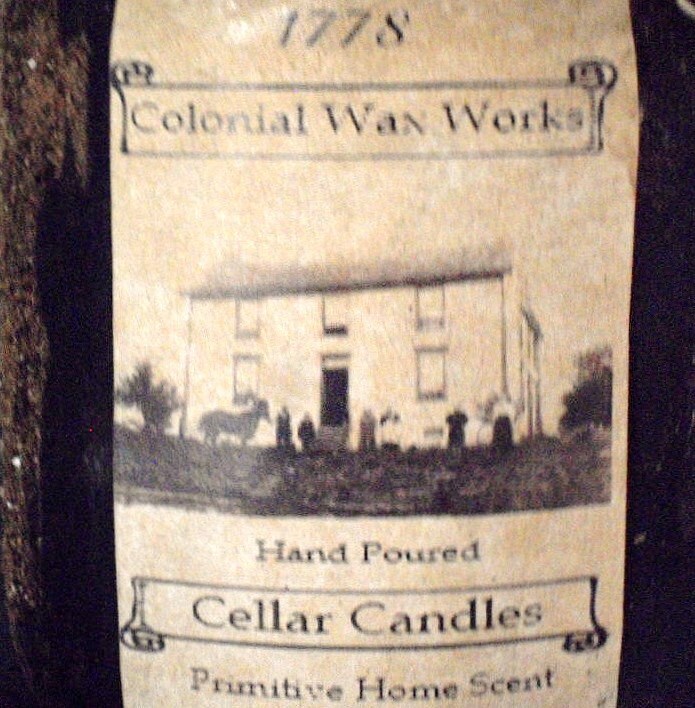 1778
Colonial Wax Works
Hand Poured
Cellar Candles
Primitive Home Scent